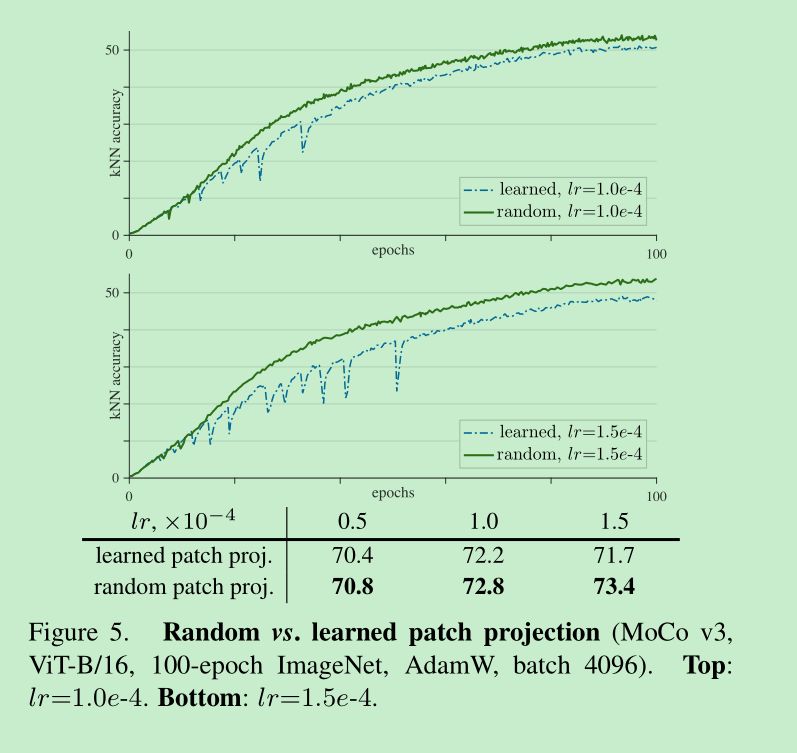 50
kNN accuracy
0
learned, lr=1.0e-4
random, lr=1.0e-4
0
epochs
100
50
kNN accuracy
0
learned, lr=1.5e-4
random, lr=1.5e-4
0
epochs
100
lr, ×10⁻⁴ 0.5 1.0 1.5
learned patch proj. 70.4 72.2 71.7
random patch proj. 70.8 72.8 73.4
Figure 5. Random vs. learned patch projection (MoCo v3,
ViT-B/16, 100-epoch ImageNet, AdamW, batch 4096). Top:
lr=1.0e-4. Bottom: lr=1.5e-4.